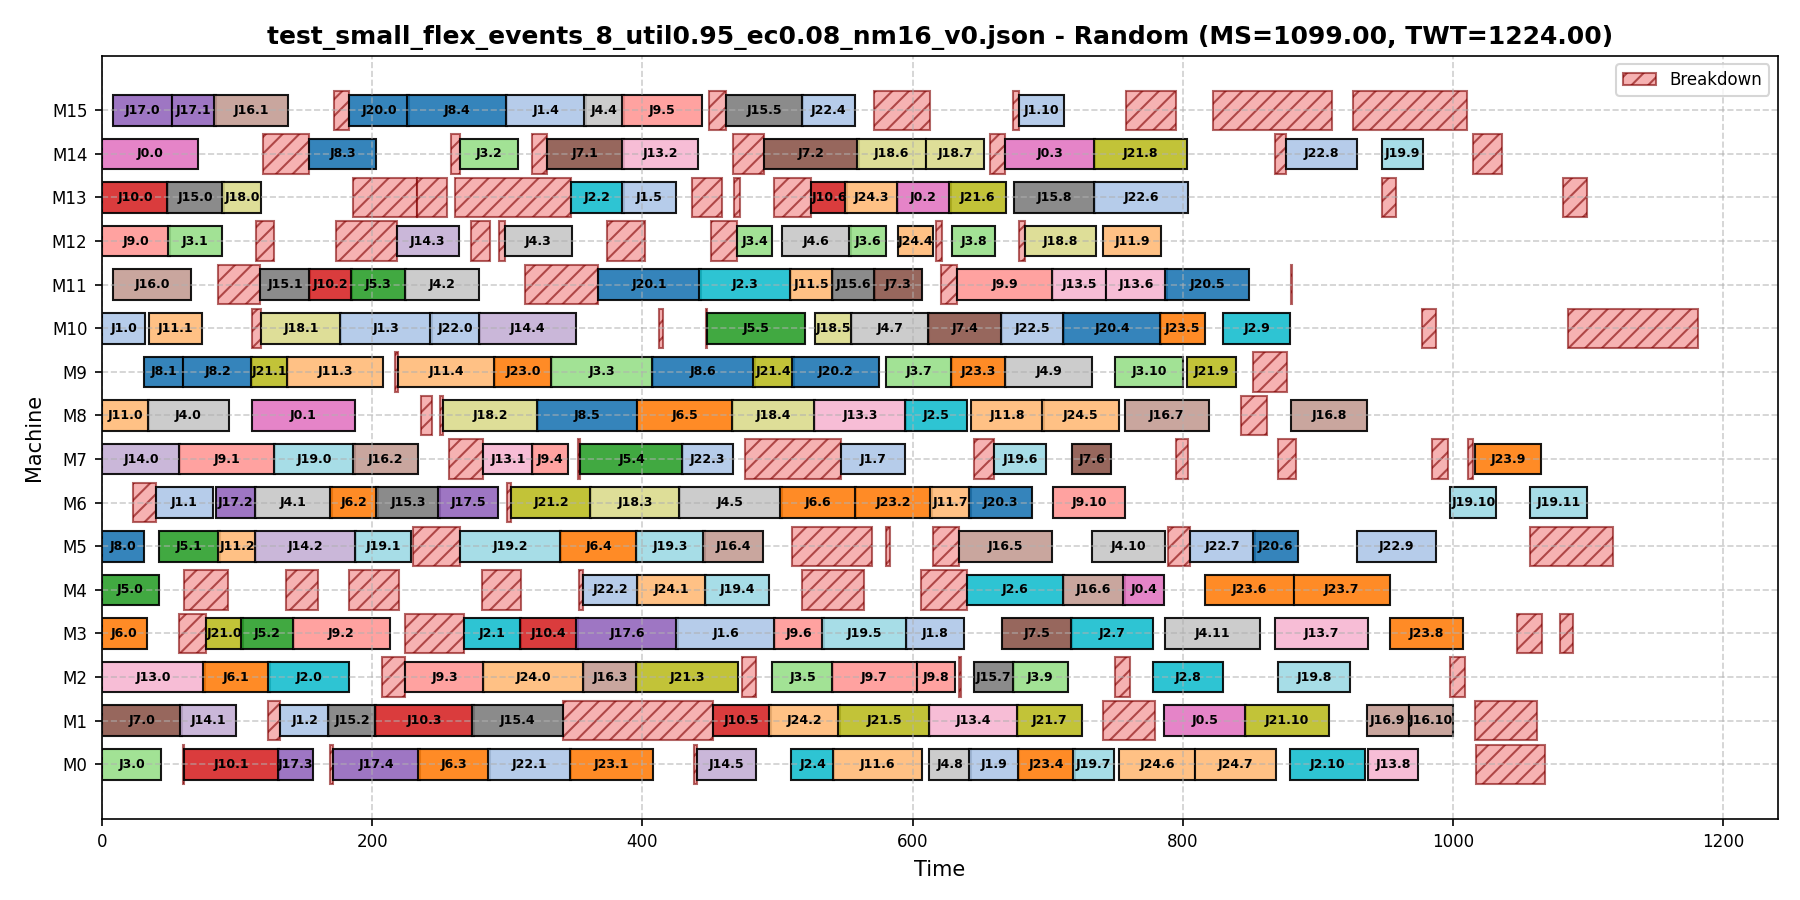 test_small_flex_events_8_util0.95_ec0.08_nm16_v0.json - Random (MS=1099.00, TWT=1224.00)
Breakdown
M15 J17.0 J17.1 J16.1 J20.0 J8.4 J1.4 J4.4 J9.5 J15.5 J22.4 J1.10
M14 J0.0 J8.3 J3.2 J7.1 J13.2 J7.2 J18.6 J18.7 J0.3 J21.8 J22.8 J19.9
M13 J10.0 J15.0 J18.0 J2.2 J1.5 J10.6 J24.3 J0.2 J21.6 J15.8 J22.6
M12 J9.0 J3.1 J14.3 J4.3 J3.4 J4.6 J3.6 J24.4 J3.8 J18.8 J11.9
M11 J16.0 J15.1 J10.2 J5.3 J4.2 J20.1 J2.3 J11.5 J15.6 J7.3 J9.9 J13.5 J13.6 J20.5
M10 J1.0 J11.1 J18.1 J1.3 J22.0 J14.4 J5.5 J18.5 J4.7 J7.4 J22.5 J20.4 J23.5 J2.9
M9 J8.1 J8.2 J21.1 J11.3 J11.4 J23.0 J3.3 J8.6 J21.4 J20.2 J3.7 J23.3 J4.9 J3.10 J21.9
M8 J11.0 J4.0 J0.1 J18.2 J8.5 J6.5 J18.4 J13.3 J2.5 J11.8 J24.5 J16.7 J16.8
M7 J14.0 J9.1 J19.0 J16.2 J13.1 J9.4 J5.4 J22.3 J1.7 J19.6 J7.6 J23.9
M6 J1.1 J17.2 J4.1 J6.2 J15.3 J17.5 J21.2 J18.3 J4.5 J6.6 J23.2 J11.7 J20.3 J9.10 J19.10 J19.11
M5 J8.0 J5.1 J11.2 J14.2 J19.1 J19.2 J6.4 J19.3 J16.4 J16.5 J4.10 J22.7 J20.6 J22.9
M4 J5.0 J22.2 J24.1 J19.4 J2.6 J16.6 J0.4 J23.6 J23.7
M3 J6.0 J21.0 J5.2 J9.2 J2.1 J10.4 J17.6 J1.6 J9.6 J19.5 J1.8 J7.5 J2.7 J4.11 J13.7 J23.8
M2 J13.0 J6.1 J2.0 J9.3 J24.0 J16.3 J21.3 J3.5 J9.7 J9.8 J15.7 J3.9 J2.8 J19.8
M1 J7.0 J14.1 J1.2 J15.2 J10.3 J15.4 J10.5 J24.2 J21.5 J13.4 J21.7 J0.5 J21.10 J16.9 J16.10
M0 J3.0 J10.1 J17.3 J17.4 J6.3 J22.1 J23.1 J14.5 J2.4 J11.6 J4.8 J1.9 J23.4 J19.7 J24.6 J24.7 J2.10 J13.8
0 200 400 600 800 1000 1200
Time
Machine